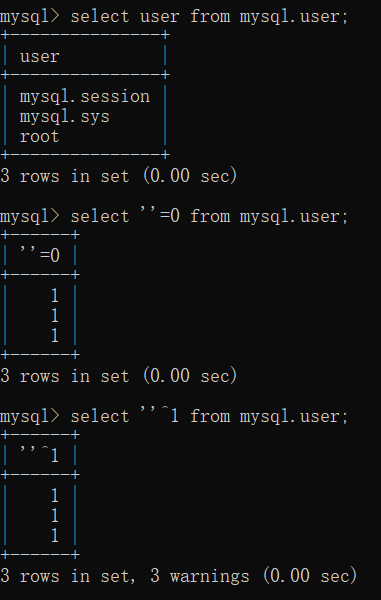 mysql> select user from mysql.user;
+---------------+
| user          |
+---------------+
| mysql.session |
| mysql.sys     |
| root          |
+---------------+
3 rows in set (0.00 sec)
mysql> select ''=0 from mysql.user;
+------+
| ''=0 |
+------+
|    1 |
|    1 |
|    1 |
+------+
3 rows in set (0.00 sec)
mysql> select ''^1 from mysql.user;
+------+
| ''^1 |
+------+
|    1 |
|    1 |
|    1 |
+------+
3 rows in set, 3 warnings (0.00 sec)